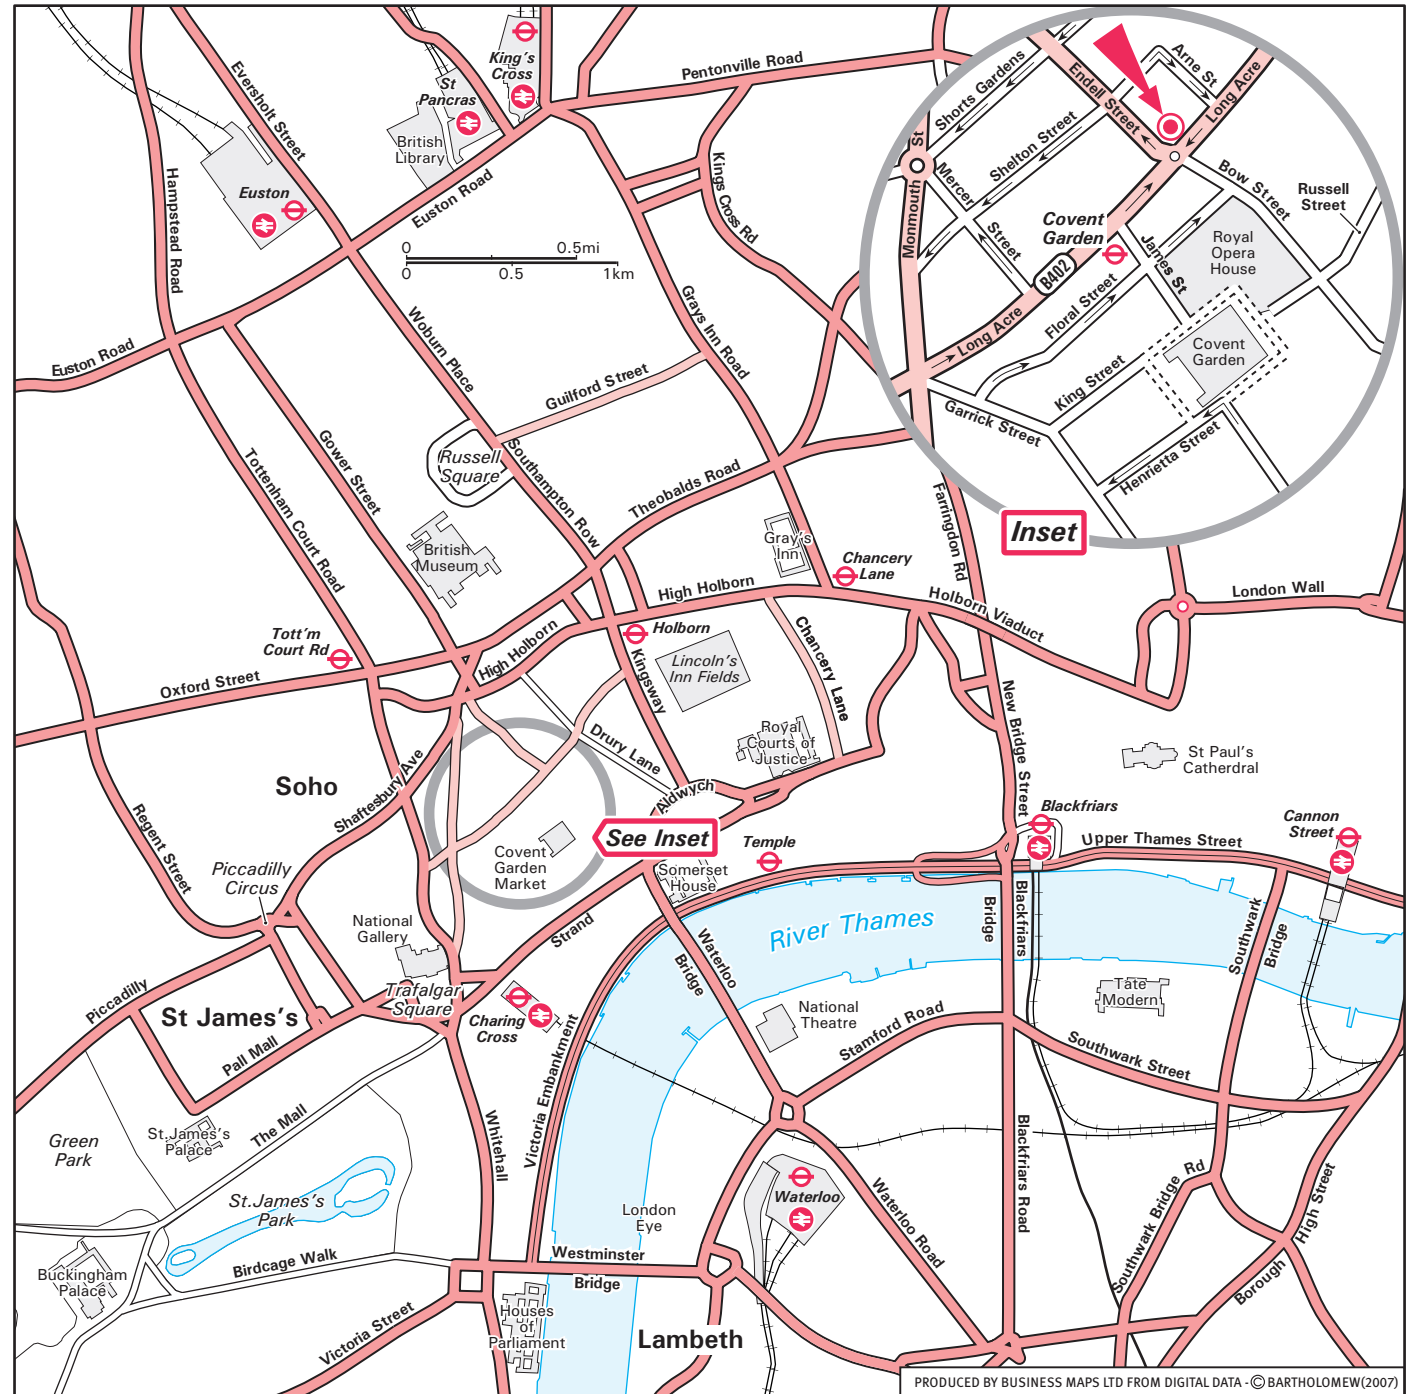 King's
Cross
St
Pancras
British
Library
Eversholt Street
Euston
Euston Road
Hampstead Road
Pentonville Road
Kings Cross Rd
0
0.5mi
0
0.5
1km
Euston Road
Woburn Place
Grays Inn Road
Guilford Street
Gower Street
Tottenham Court Road
Russell
Square
Southampton Row
Theobalds Road
British
Museum
Gray's
Inn
Chancery
Lane
Farringdon Rd
High Holborn
Holborn Viaduct
London Wall
Tott'm
Court Rd
Oxford Street
High Holborn
Holborn
Kingsway
Lincoln's
Inn Fields
Chancery Lane
Drury Lane
Royal
Courts of
Justice
New Bridge Street
St Paul's
Catherdral
Soho
Shaftesbury Ave
Regent Street
Aldwych
See Inset
Covent
Garden
Market
Temple
Somerset
House
Blackfriars
Upper Thames Street
Cannon
Street
Piccadilly
Circus
National
Gallery
Strand
River Thames
Waterloo
Bridge
Blackfriars
Bridge
Southwark
Bridge
Piccadilly
St James's
Trafalgar
Square
Charing
Cross
Pall Mall
Victoria Embankment
National
Theatre
Stamford Road
Tate
Modern
Southwark Street
Green
Park
St.James's
Palace
The Mall
Whitehall
St.James's
Park
Birdcage Walk
Buckingham
Palace
Victoria Street
London
Eye
Westminster
Bridge
Houses
of
Parliament
Lambeth
Waterloo
Waterloo Road
Blackfriars Road
Southwark Bridge Rd
Borough
High Street
Inset
Endell Street
Arne St
Long Acre
Shorts Gardens
Shelton Street
Monmouth
St
Mercer
Street
Bow Street
Russell
Street
Covent
Garden
James St
Royal
Opera
House
B402
Long Acre
Floral Street
Covent
Garden
King Street
Garrick Street
Henrietta Street
PRODUCED BY BUSINESS MAPS LTD FROM DIGITAL DATA - © BARTHOLOMEW(2007)